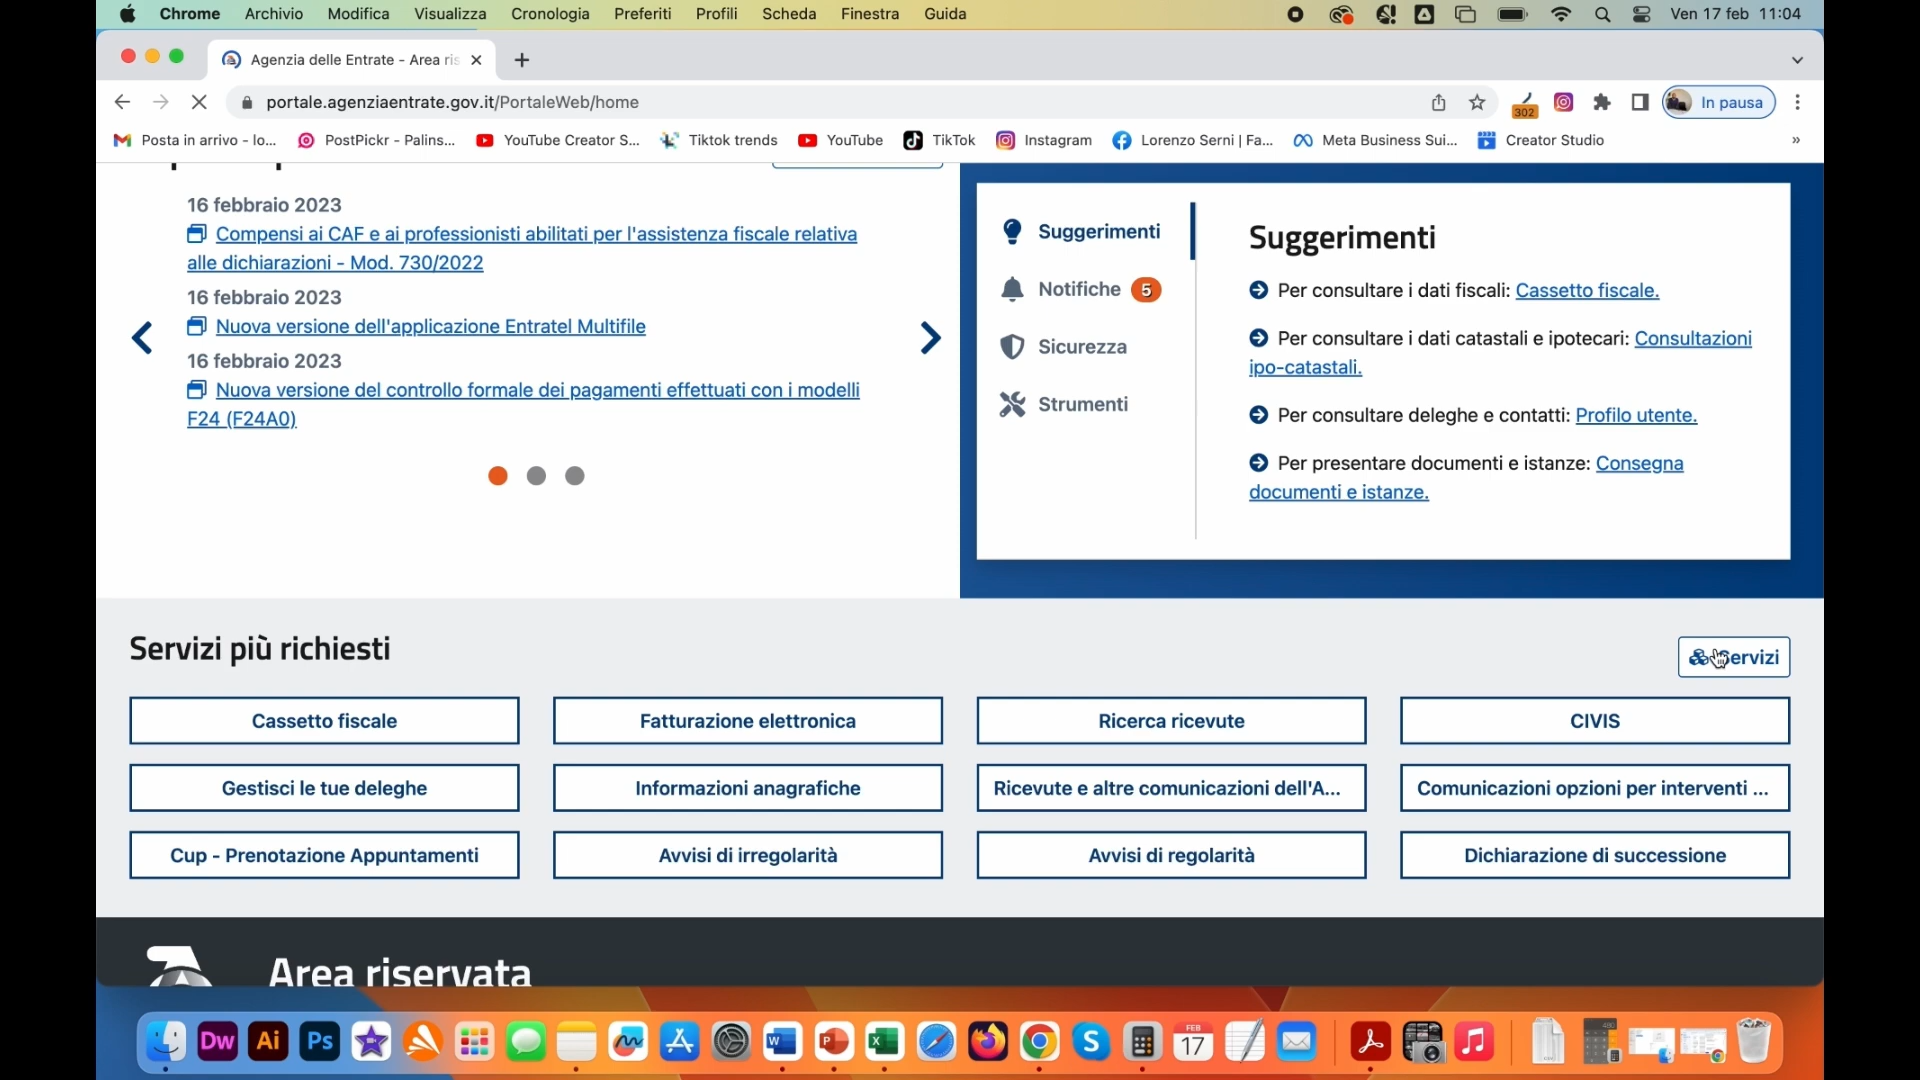 Chrome Archivio Modifica Visualizza Cronologia Preferiti Profili Scheda Finestra Guida Ven 17 feb 11:04
Agenzia delle Entrate - Area ris
portale.agenziaentrate.gov.it/PortaleWeb/home
302
In pausa
Posta in arrivo - lo... PostPickr - Palins... YouTube Creator S... Tiktok trends YouTube TikTok Instagram Lorenzo Serni | Fa... Meta Business Sui... Creator Studio »
16 febbraio 2023
Compensi ai CAF e ai professionisti abilitati per l'assistenza fiscale relativa
alle dichiarazioni - Mod. 730/2022
16 febbraio 2023
Nuova versione dell'applicazione Entratel Multifile
16 febbraio 2023
Nuova versione del controllo formale dei pagamenti effettuati con i modelli
F24 (F24A0)
Suggerimenti
Notifiche 5
Sicurezza
Strumenti
Suggerimenti
Per consultare i dati fiscali: Cassetto fiscale.
Per consultare i dati catastali e ipotecari: Consultazioni
ipo-catastali.
Per consultare deleghe e contatti: Profilo utente.
Per presentare documenti e istanze: Consegna
documenti e istanze.
Servizi più richiesti
Servizi
Cassetto fiscale Fatturazione elettronica Ricerca ricevute CIVIS
Gestisci le tue deleghe Informazioni anagrafiche Ricevute e altre comunicazioni dell'A... Comunicazioni opzioni per interventi ...
Cup - Prenotazione Appuntamenti Avvisi di irregolarità Avvisi di regolarità Dichiarazione di successione
Area riservata
Dw Ai Ps W P X S FEB
17